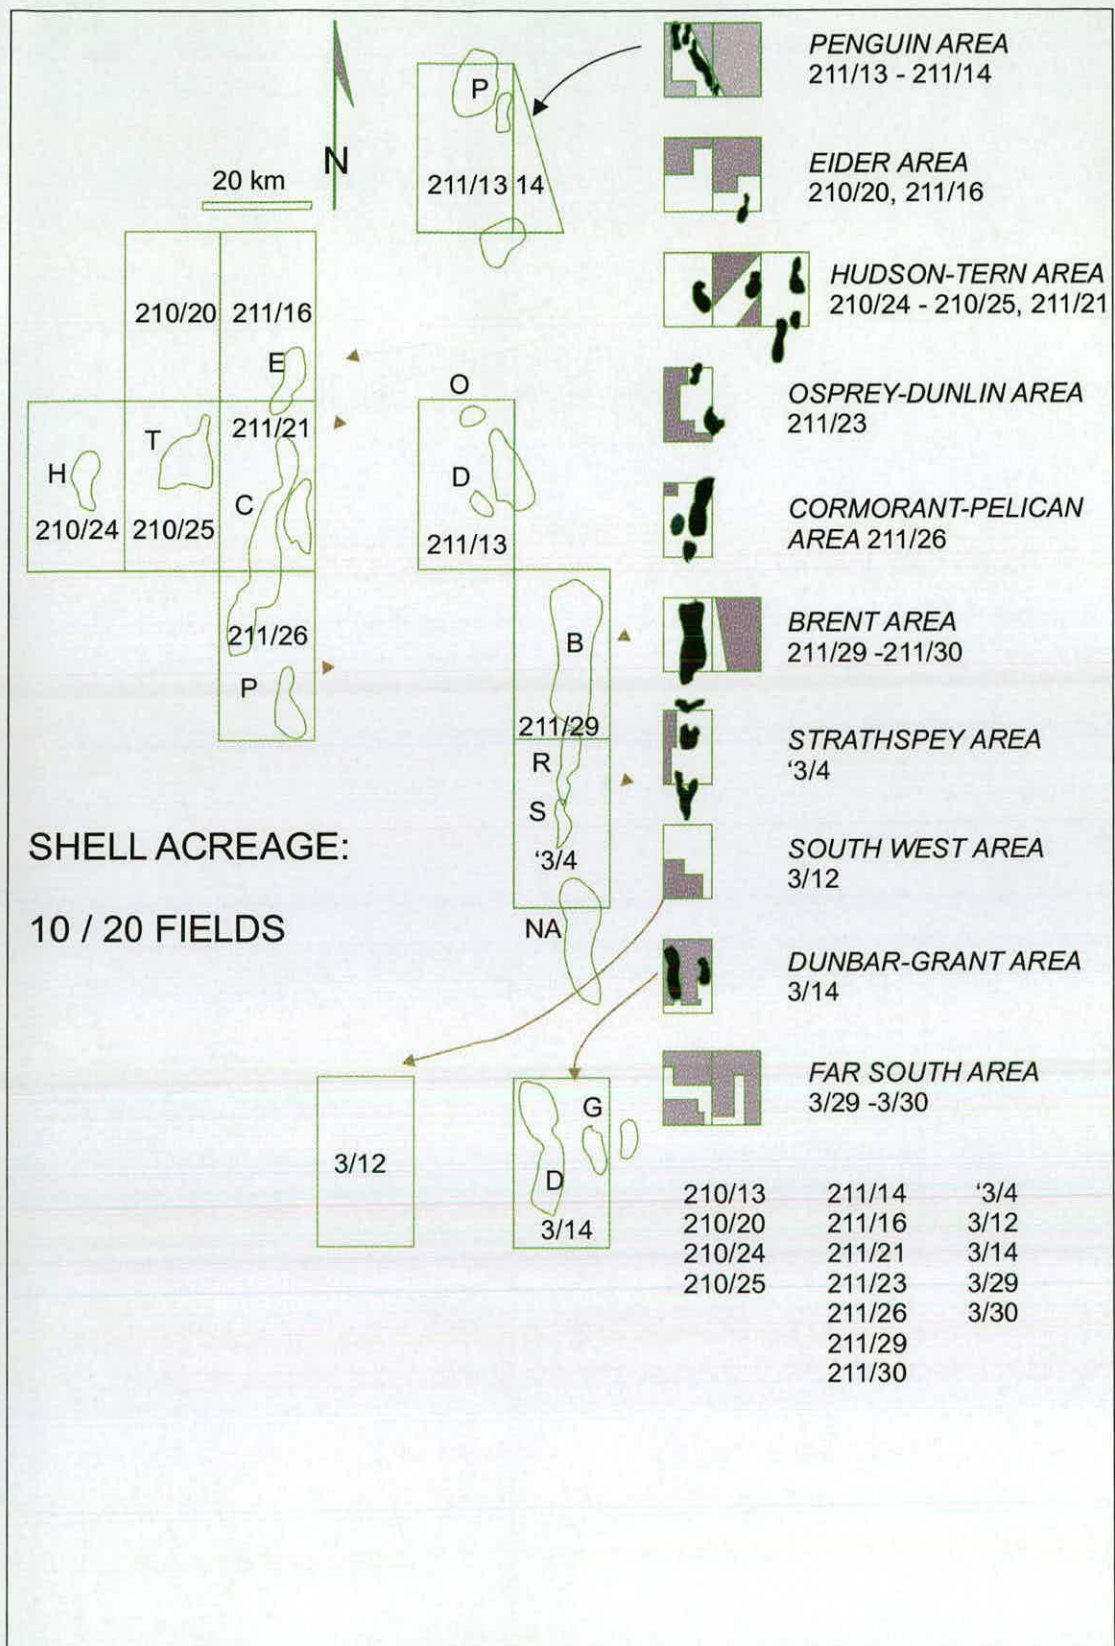 N
20 km
P
211/13
14
210/20
211/16
E
211/21
H
T
C
210/24
210/25
211/26
P
O
D
211/13
B
211/29
R
S
‘3/4
NA
SHELL ACREAGE:
10 / 20 FIELDS
3/12
G
D
3/14
PENGUIN AREA
211/13 - 211/14
EIDER AREA
210/20, 211/16
HUDSON-TERN AREA
210/24 - 210/25, 211/21
OSPREY-DUNLIN AREA
211/23
CORMORANT-PELICAN
AREA 211/26
BRENT AREA
211/29 -211/30
STRATHSPEY AREA
‘3/4
SOUTH WEST AREA
3/12
DUNBAR-GRANT AREA
3/14
FAR SOUTH AREA
3/29 -3/30
210/13 211/14 ‘3/4
210/20 211/16 3/12
210/24 211/21 3/14
210/25 211/23 3/29
211/26 3/30
211/29
211/30